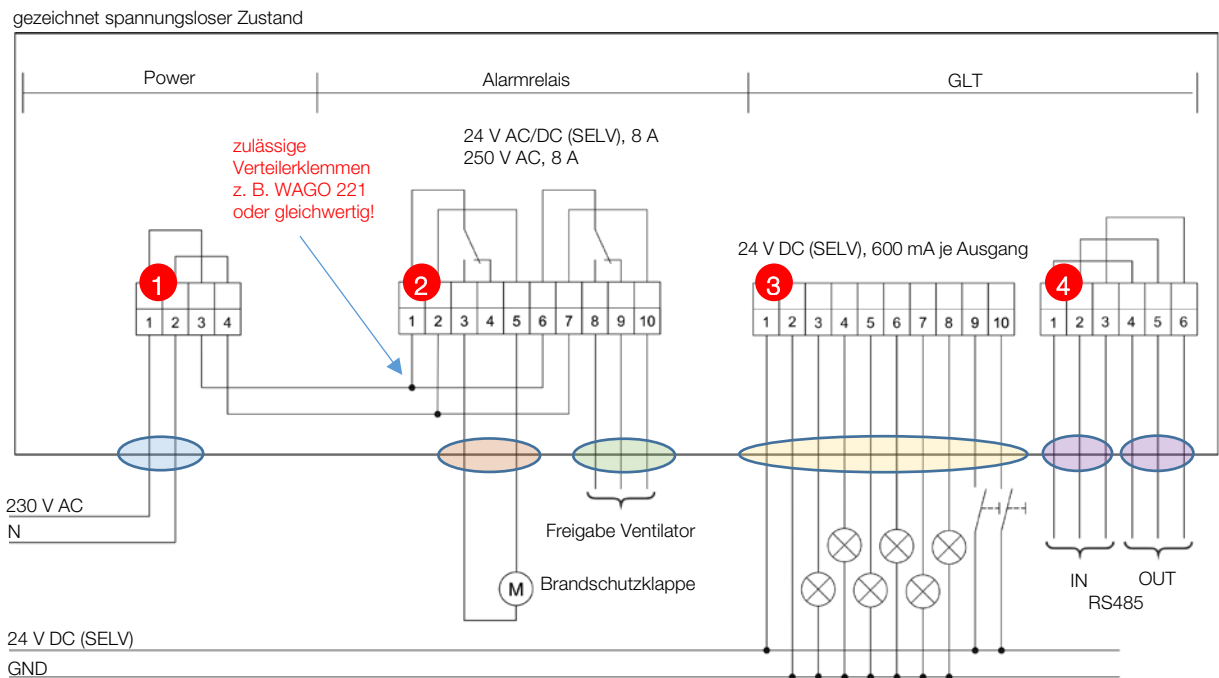 gezeichnet spannungsloser Zustand
Power
Alarmrelais
GLT
zulässige
Verteilerklemmen
z. B. WAGO 221
oder gleichwertig!
24 V AC/DC (SELV), 8 A
250 V AC, 8 A
24 V DC (SELV), 600 mA je Ausgang
1
2
3
4
1 2 3 4
1 2 3 4 5 6 7 8 9 10
1 2 3 4 5 6 7 8 9 10
1 2 3 4 5 6
230 V AC
N
Freigabe Ventilator
M
Brandschutzklappe
IN
OUT
RS485
24 V DC (SELV)
GND